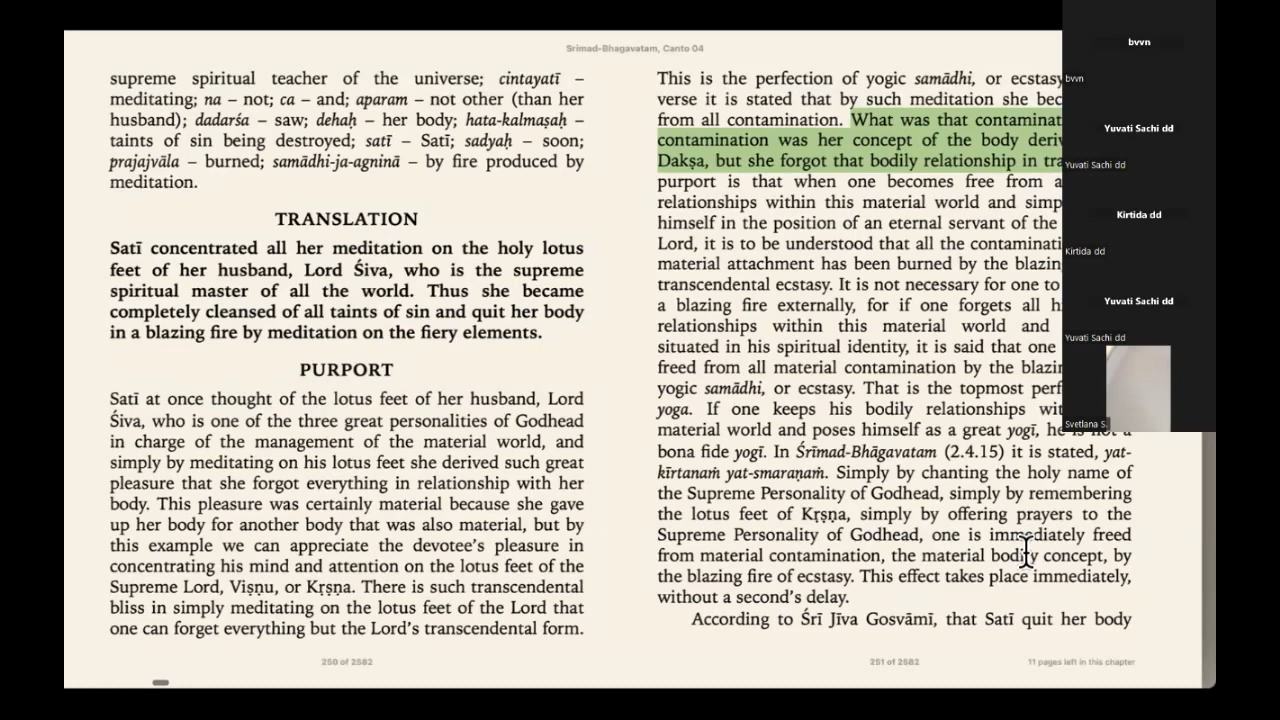 Srimad-Bhagavatam, Canto 04
supreme spiritual teacher of the universe; cintayatī –
meditating; na – not; ca – and; aparam – not other (than her
husband); dadarśa – saw; dehaḥ – her body; hata-kalmaṣaḥ –
taints of sin being destroyed; satī – Satī; sadyaḥ – soon;
prajajvāla – burned; samādhi-ja-agninā – by fire produced by
meditation.
TRANSLATION
Satī concentrated all her meditation on the holy lotus
feet of her husband, Lord Śiva, who is the supreme
spiritual master of all the world. Thus she became
completely cleansed of all taints of sin and quit her body
in a blazing fire by meditation on the fiery elements.
PURPORT
Satī at once thought of the lotus feet of her husband, Lord
Śiva, who is one of the three great personalities of Godhead
in charge of the management of the material world, and
simply by meditating on his lotus feet she derived such great
pleasure that she forgot everything in relationship with her
body. This pleasure was certainly material because she gave
up her body for another body that was also material, but by
this example we can appreciate the devotee's pleasure in
concentrating his mind and attention on the lotus feet of the
Supreme Lord, Viṣṇu, or Kṛṣṇa. There is such transcendental
bliss in simply meditating on the lotus feet of the Lord that
one can forget everything but the Lord's transcendental form.
250 of 2582
This is the perfection of yogic samādhi, or ecstasy
verse it is stated that by such meditation she bec
from all contamination. What was that contaminat
contamination was her concept of the body deri
Dakṣa, but she forgot that bodily relationship in tra
purport is that when one becomes free from a
relationships within this material world and simp
himself in the position of an eternal servant of the
Lord, it is to be understood that all the contaminati
material attachment has been burned by the blazin
transcendental ecstasy. It is not necessary for one to
a blazing fire externally, for if one forgets all h
relationships within this material world and
situated in his spiritual identity, it is said that one
freed from all material contamination by the blazin
yogic samādhi, or ecstasy. That is the topmost perf
yoga. If one keeps his bodily relationships wit
material world and poses himself as a great yogī, he is not a
bona fide yogī. In Śrīmad-Bhāgavatam (2.4.15) it is stated, yat-
kīrtanaṁ yat-smaraṇaṁ. Simply by chanting the holy name of
the Supreme Personality of Godhead, simply by remembering
the lotus feet of Kṛṣṇa, simply by offering prayers to the
Supreme Personality of Godhead, one is immediately freed
from material contamination, the material bodily concept, by
the blazing fire of ecstasy. This effect takes place immediately,
without a second's delay.
According to Śrī Jīva Gosvāmī, that Satī quit her body
251 of 2582
11 pages left in this chapter
bvvn
bvvn
Yuvati Sachi dd
Yuvati Sachi dd
Kirtida dd
Kirtida dd
Yuvati Sachi dd
Yuvati Sachi dd
Svetlana S.